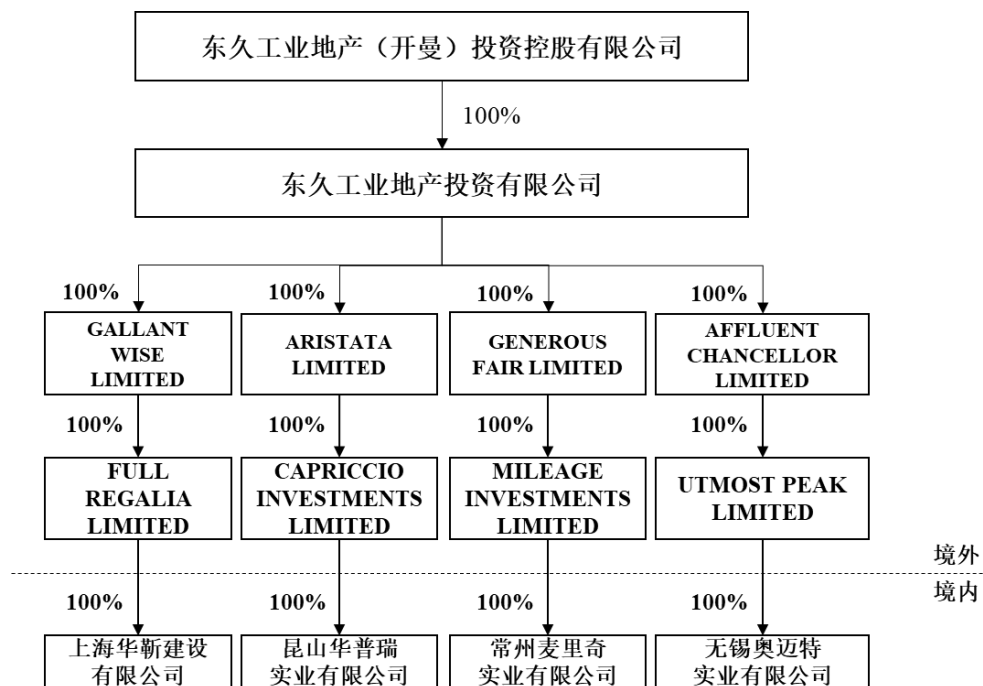 东久工业地产（开曼）投资控股有限公司
100%
东久工业地产投资有限公司
100%
100%
100%
100%
GALLANT
WISE
LIMITED
ARISTATA
LIMITED
GENEROUS
FAIR LIMITED
AFFLUENT
CHANCELLOR
LIMITED
100%
100%
100%
100%
FULL
REGALIA
LIMITED
CAPRICCIO
INVESTMENTS
LIMITED
MILEAGE
INVESTMENTS
LIMITED
UTMOST PEAK
LIMITED
境外
境内
100%
100%
100%
100%
上海华靳建设
有限公司
昆山华普瑞
实业有限公司
常州麦里奇
实业有限公司
无锡奥迈特
实业有限公司